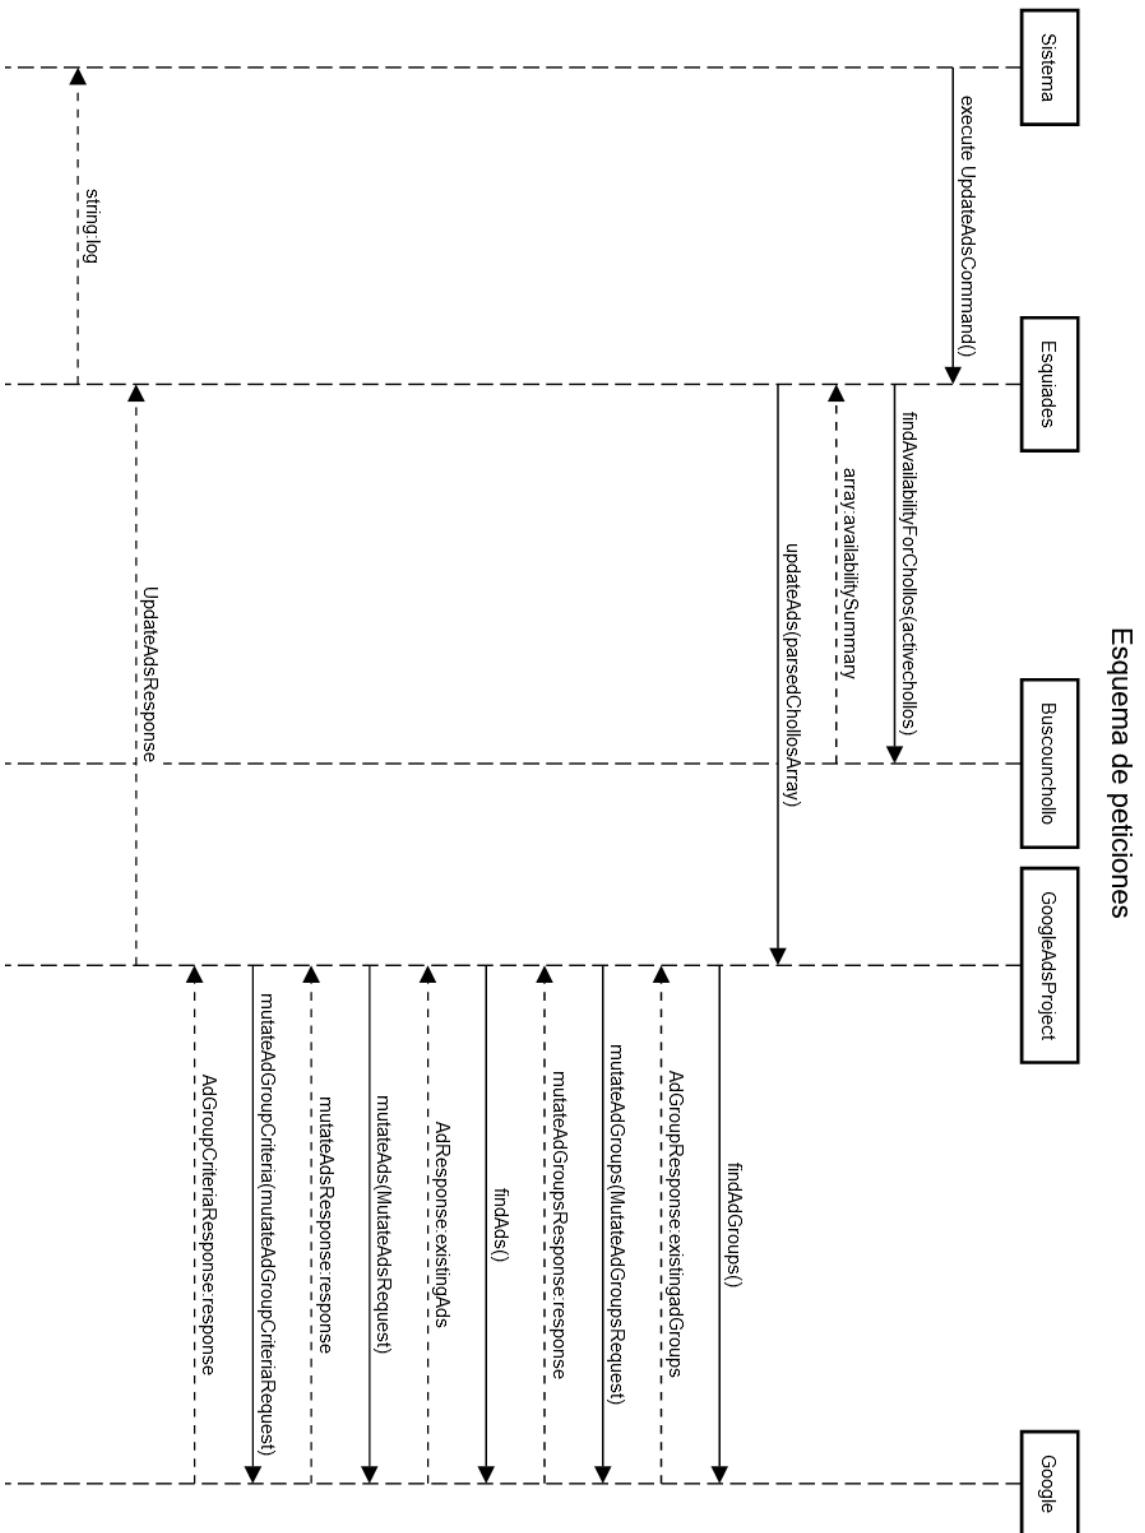 Esquema de peticiones
Sistema
Esquiades
Buscounchollo
GoogleAdsProject
Google
execute UpdateAdsCommand()
findAvailabilityForChollos(activechollos)
array:availabilitySummary
updateAds(parsedChollosArray)
findAdGroups()
AdGroupResponse:existingadGroups
mutateAdGroups(MutateAdGroupsRequest)
mutateAdGroupsResponse:response
findAds()
AdResponse:existingAds
mutateAds(MutateAdsRequest)
mutateAdsResponse:response
mutateAdGroupCriteria(mutateAdGroupCriteriaRequest)
AdGroupCriteriaResponse:response
UpdateAdsResponse
string:log